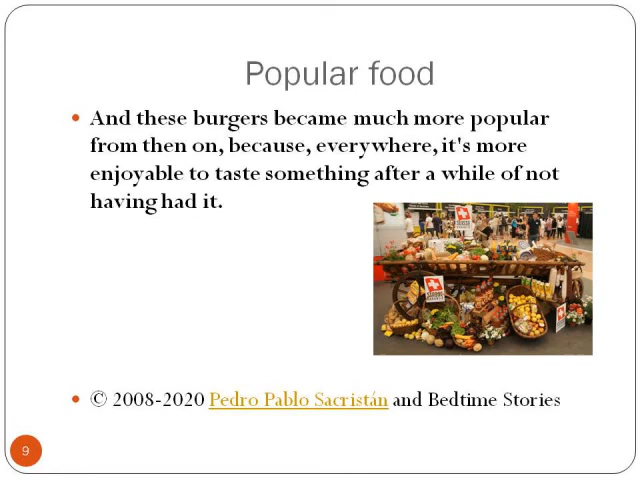 Popular food
And these burgers became much more popular
from then on, because, everywhere, it's more
enjoyable to taste something after a while of not
having had it.
© 2008-2020 Pedro Pablo Sacristán and Bedtime Stories
9